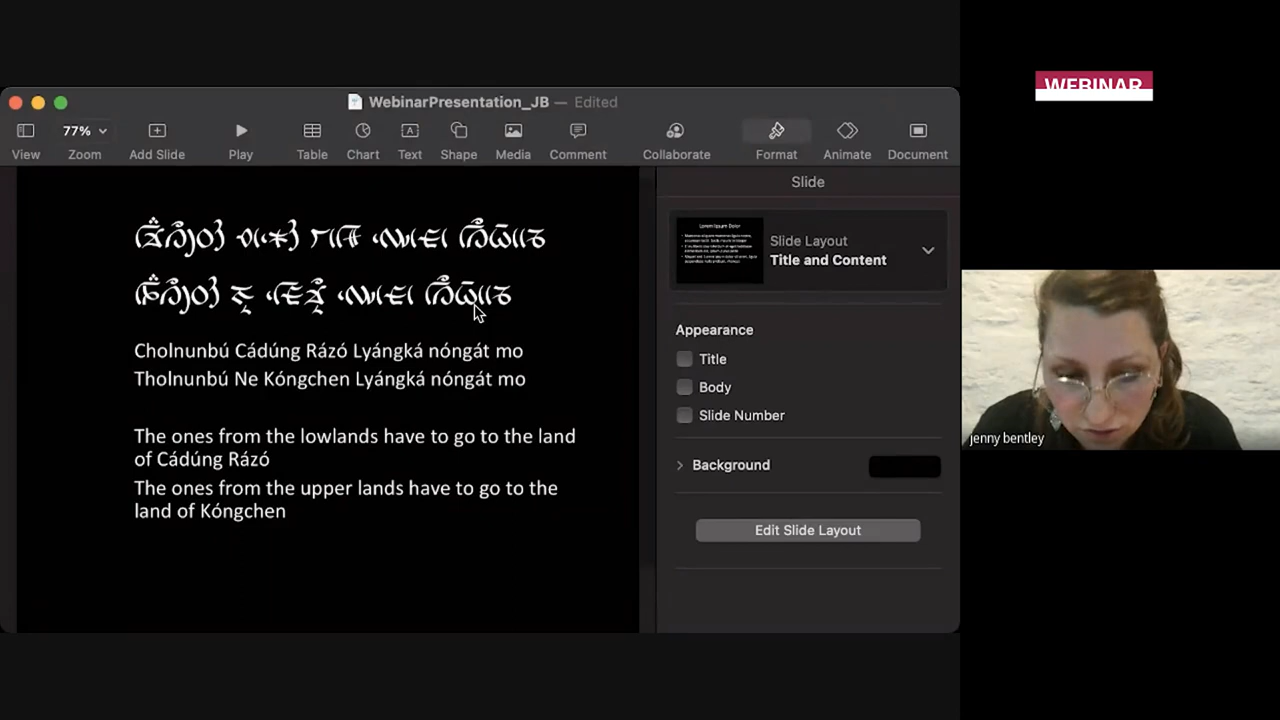 WEBINAR
WebinarPresentation_JB — Edited
77%
View Zoom Add Slide Play Table Chart Text Shape Media Comment Collaborate Format Animate Document
Slide
Slide Layout
Title and Content
Appearance
Title
Body
Slide Number
Background
Edit Slide Layout
Cholnunbú Cádúng Rázó Lyángká nóngát mo
Tholnunbú Ne Kóngchen Lyángká nóngát mo
The ones from the lowlands have to go to the land
of Cádúng Rázó
The ones from the upper lands have to go to the
land of Kóngchen
jenny bentley